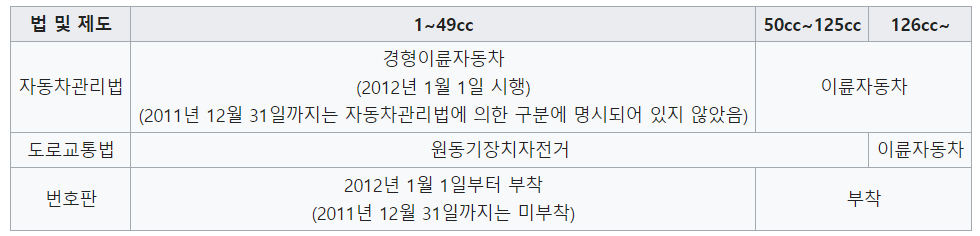 법 및 제도 1~49cc 50cc~125cc 126cc~
경형이륜자동차
자동차관리법 (2012년 1월 1일 시행) 이륜자동차
(2011년 12월 31일까지는 자동차관리법에 의한 구분에 명시되어 있지 않았음)
도로교통법 원동기장치자전거 이륜자동차
2012년 1월 1일부터 부착
번호판 부착
(2011년 12월 31일까지는 미부착)